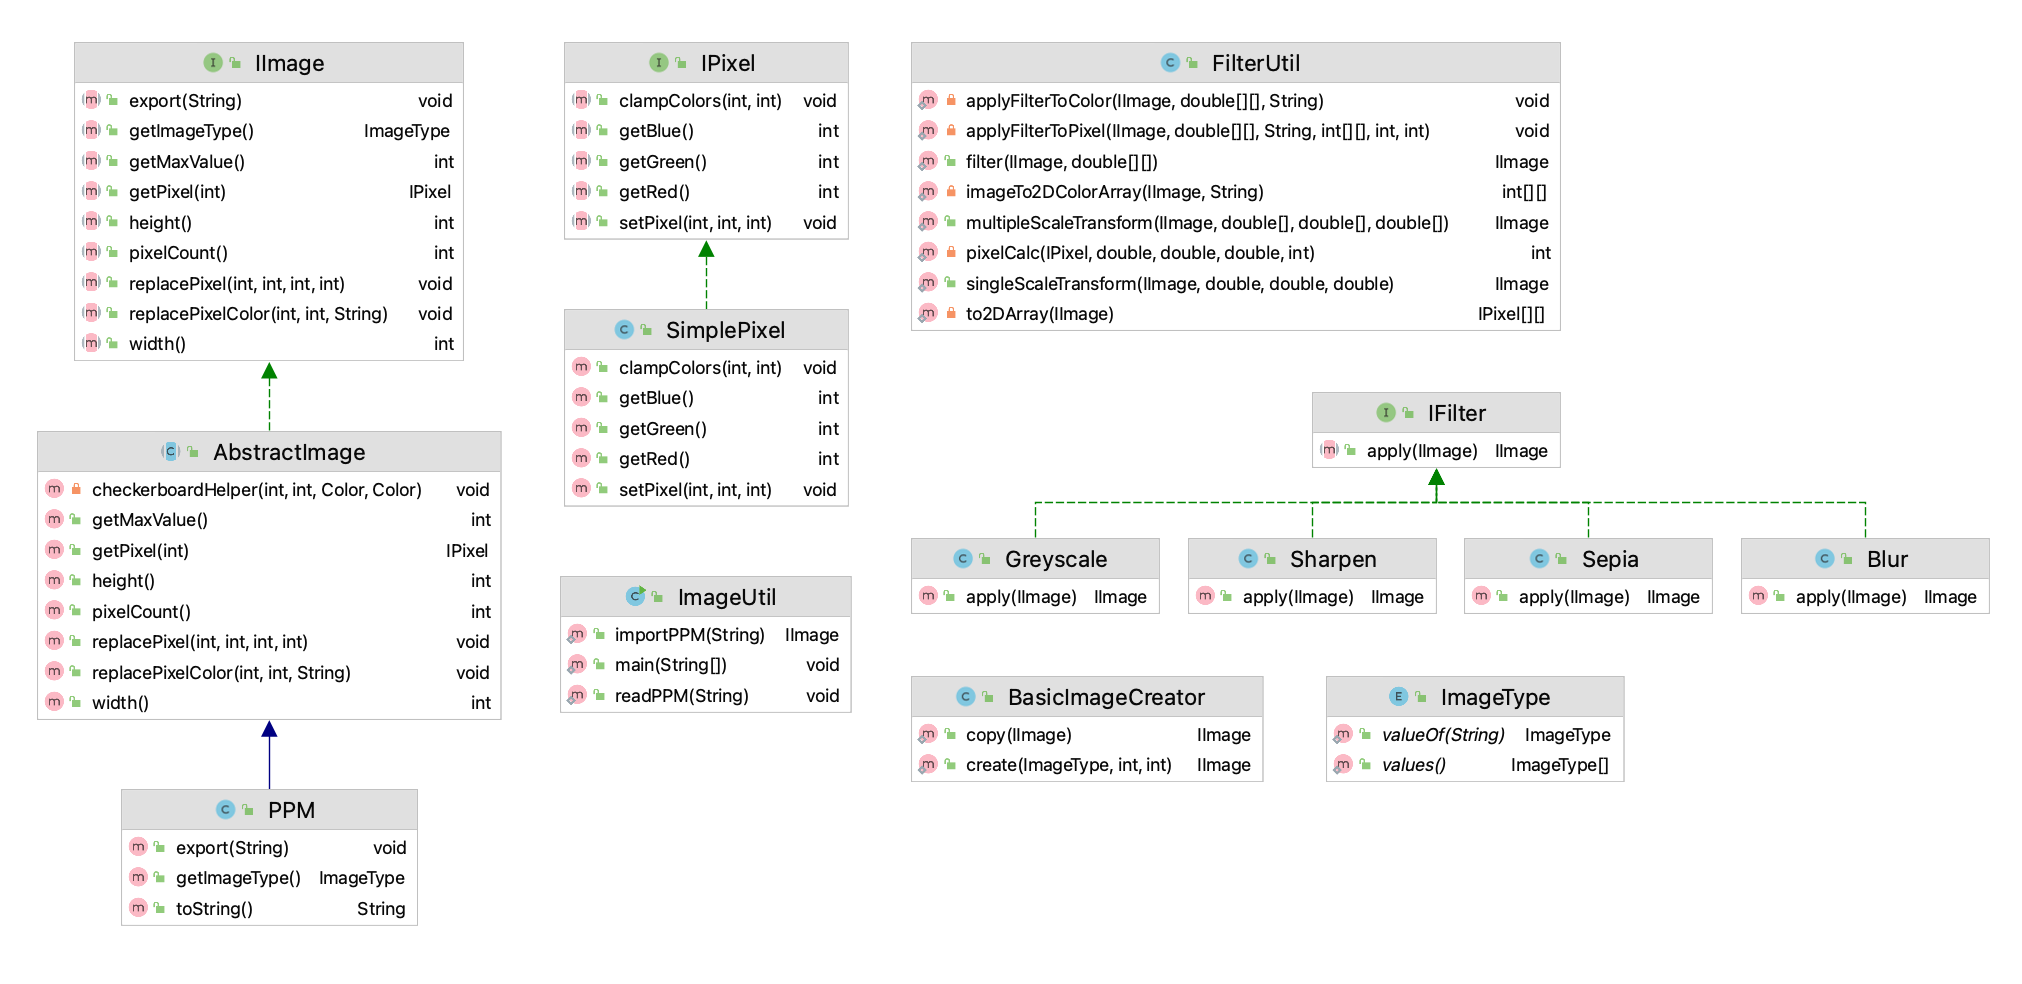 IImage
export(String) void
getImageType() ImageType
getMaxValue() int
getPixel(int) IPixel
height() int
pixelCount() int
replacePixel(int, int, int, int) void
replacePixelColor(int, int, String) void
width() int
AbstractImage
checkerboardHelper(int, int, Color, Color) void
getMaxValue() int
getPixel(int) IPixel
height() int
pixelCount() int
replacePixel(int, int, int, int) void
replacePixelColor(int, int, String) void
width() int
PPM
export(String) void
getImageType() ImageType
toString() String
IPixel
clampColors(int, int) void
getBlue() int
getGreen() int
getRed() int
setPixel(int, int, int) void
SimplePixel
clampColors(int, int) void
getBlue() int
getGreen() int
getRed() int
setPixel(int, int, int) void
ImageUtil
importPPM(String) IImage
main(String[]) void
readPPM(String) void
FilterUtil
applyFilterToColor(IImage, double[][], String) void
applyFilterToPixel(IImage, double[][], String, int[][], int, int) void
filter(IImage, double[][]) IImage
imageTo2DColorArray(IImage, String) int[][]
multipleScaleTransform(IImage, double[], double[], double[]) IImage
pixelCalc(IPixel, double, double, double, int) int
singleScaleTransform(IImage, double, double, double) IImage
to2DArray(IImage) IPixel[][]
IFilter
apply(IImage) IImage
Greyscale
apply(IImage) IImage
Sharpen
apply(IImage) IImage
Sepia
apply(IImage) IImage
Blur
apply(IImage) IImage
BasicImageCreator
copy(IImage) IImage
create(ImageType, int, int) IImage
ImageType
valueOf(String) ImageType
values() ImageType[]